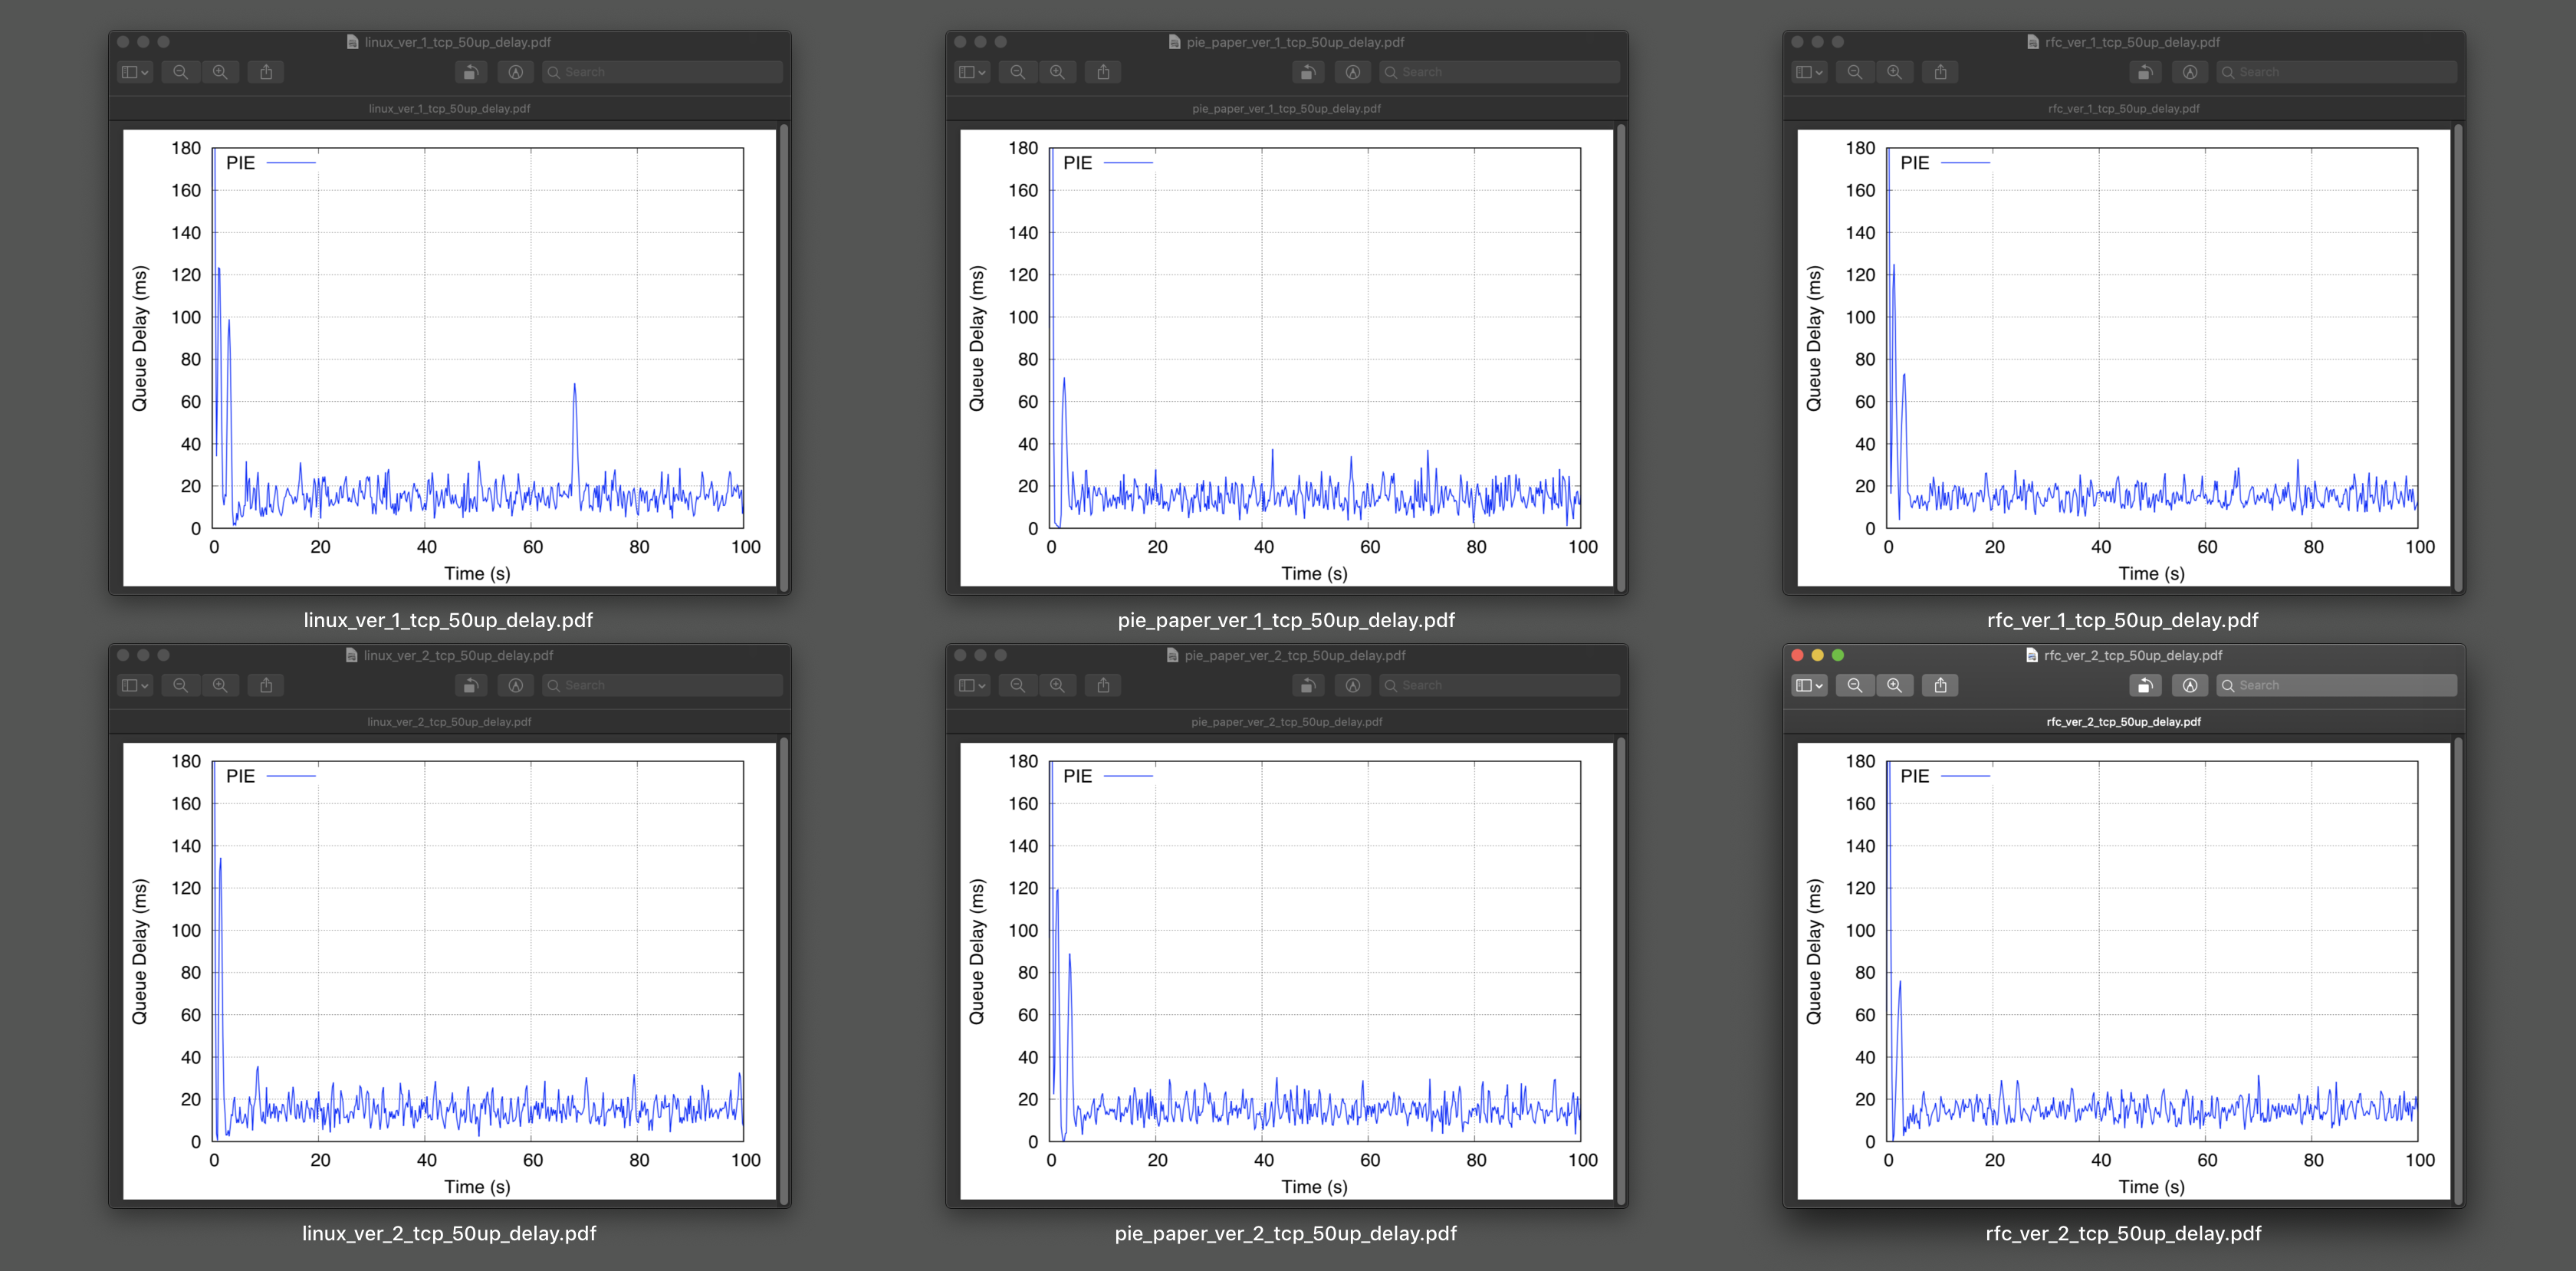 linux_ver_1_tcp_50up_delay.pdf
Search
linux_ver_1_tcp_50up_delay.pdf
PIE
180
160
140
120
100
80
60
40
20
0
Queue Delay (ms)
0 20 40 60 80 100
Time (s)
linux_ver_1_tcp_50up_delay.pdf
pie_paper_ver_1_tcp_50up_delay.pdf
Search
pie_paper_ver_1_tcp_50up_delay.pdf
PIE
180
160
140
120
100
80
60
40
20
0
Queue Delay (ms)
0 20 40 60 80 100
Time (s)
pie_paper_ver_1_tcp_50up_delay.pdf
rfc_ver_1_tcp_50up_delay.pdf
Search
rfc_ver_1_tcp_50up_delay.pdf
PIE
180
160
140
120
100
80
60
40
20
0
Queue Delay (ms)
0 20 40 60 80 100
Time (s)
rfc_ver_1_tcp_50up_delay.pdf
linux_ver_2_tcp_50up_delay.pdf
Search
linux_ver_2_tcp_50up_delay.pdf
PIE
180
160
140
120
100
80
60
40
20
0
Queue Delay (ms)
0 20 40 60 80 100
Time (s)
linux_ver_2_tcp_50up_delay.pdf
pie_paper_ver_2_tcp_50up_delay.pdf
Search
pie_paper_ver_2_tcp_50up_delay.pdf
PIE
180
160
140
120
100
80
60
40
20
0
Queue Delay (ms)
0 20 40 60 80 100
Time (s)
pie_paper_ver_2_tcp_50up_delay.pdf
rfc_ver_2_tcp_50up_delay.pdf
Search
rfc_ver_2_tcp_50up_delay.pdf
PIE
180
160
140
120
100
80
60
40
20
0
Queue Delay (ms)
0 20 40 60 80 100
Time (s)
rfc_ver_2_tcp_50up_delay.pdf